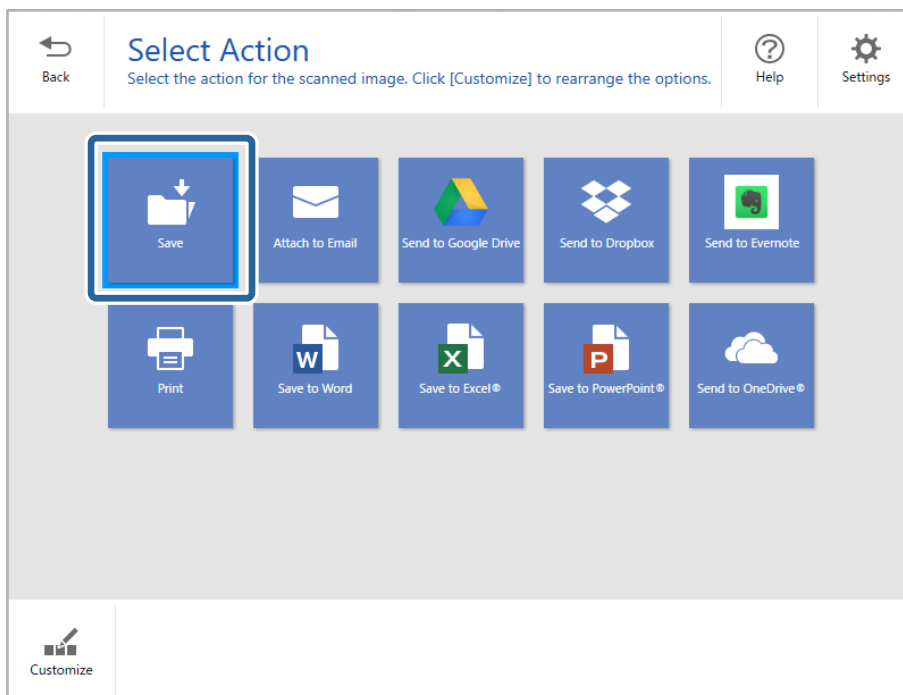 Select Action
Select the action for the scanned image. Click [Customize] to rearrange the options.
Back
Help
Settings
Save
Attach to Email
Send to Google Drive
Send to Dropbox
Send to Evernote
Print
W
Save to Word
X
Save to Excel®
P
Save to PowerPoint®
Send to OneDrive®
Customize